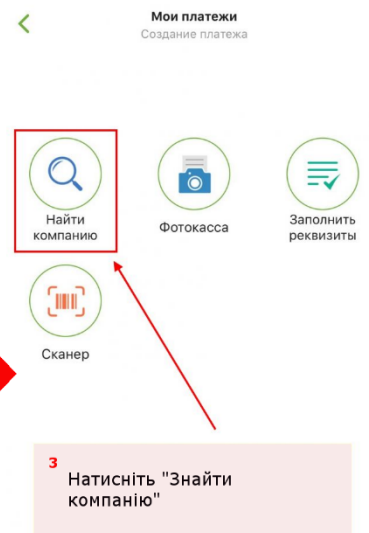 Мои платежи
Создание платежа
Найти
компанию
Фотокасса
Заполнить
реквизиты
Сканер
3
Натисніть "Знайти
компанію"